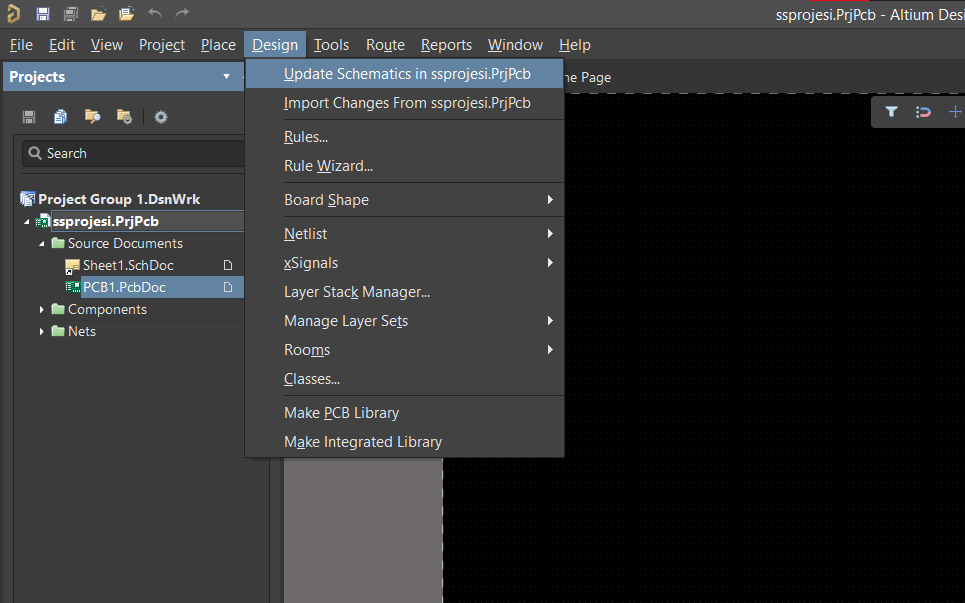 ssprojesi.PrjPcb - Altium Desi
File Edit View Project Place Design Tools Route Reports Window Help
Projects
Update Schematics in ssprojesi.PrjPcb
me Page
Import Changes From ssprojesi.PrjPcb
Rules...
Search
Rule Wizard...
Project Group 1.DsnWrk
Board Shape
ssprojesi.PrjPcb
Netlist
Source Documents
xSignals
Sheet1.SchDoc
PCB1.PcbDoc
Layer Stack Manager...
Components
Manage Layer Sets
Nets
Rooms
Classes...
Make PCB Library
Make Integrated Library